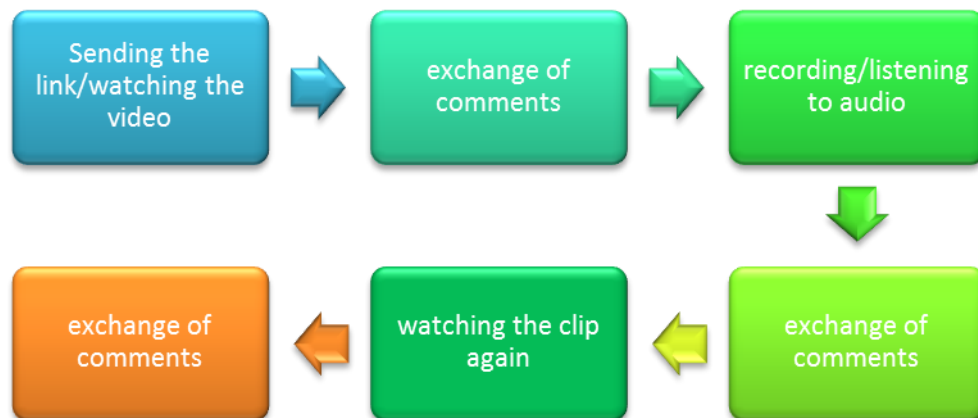 Sending the
link/watching the
video
exchange of
comments
recording/listening
to audio
exchange of
comments
watching the clip
again
exchange of
comments